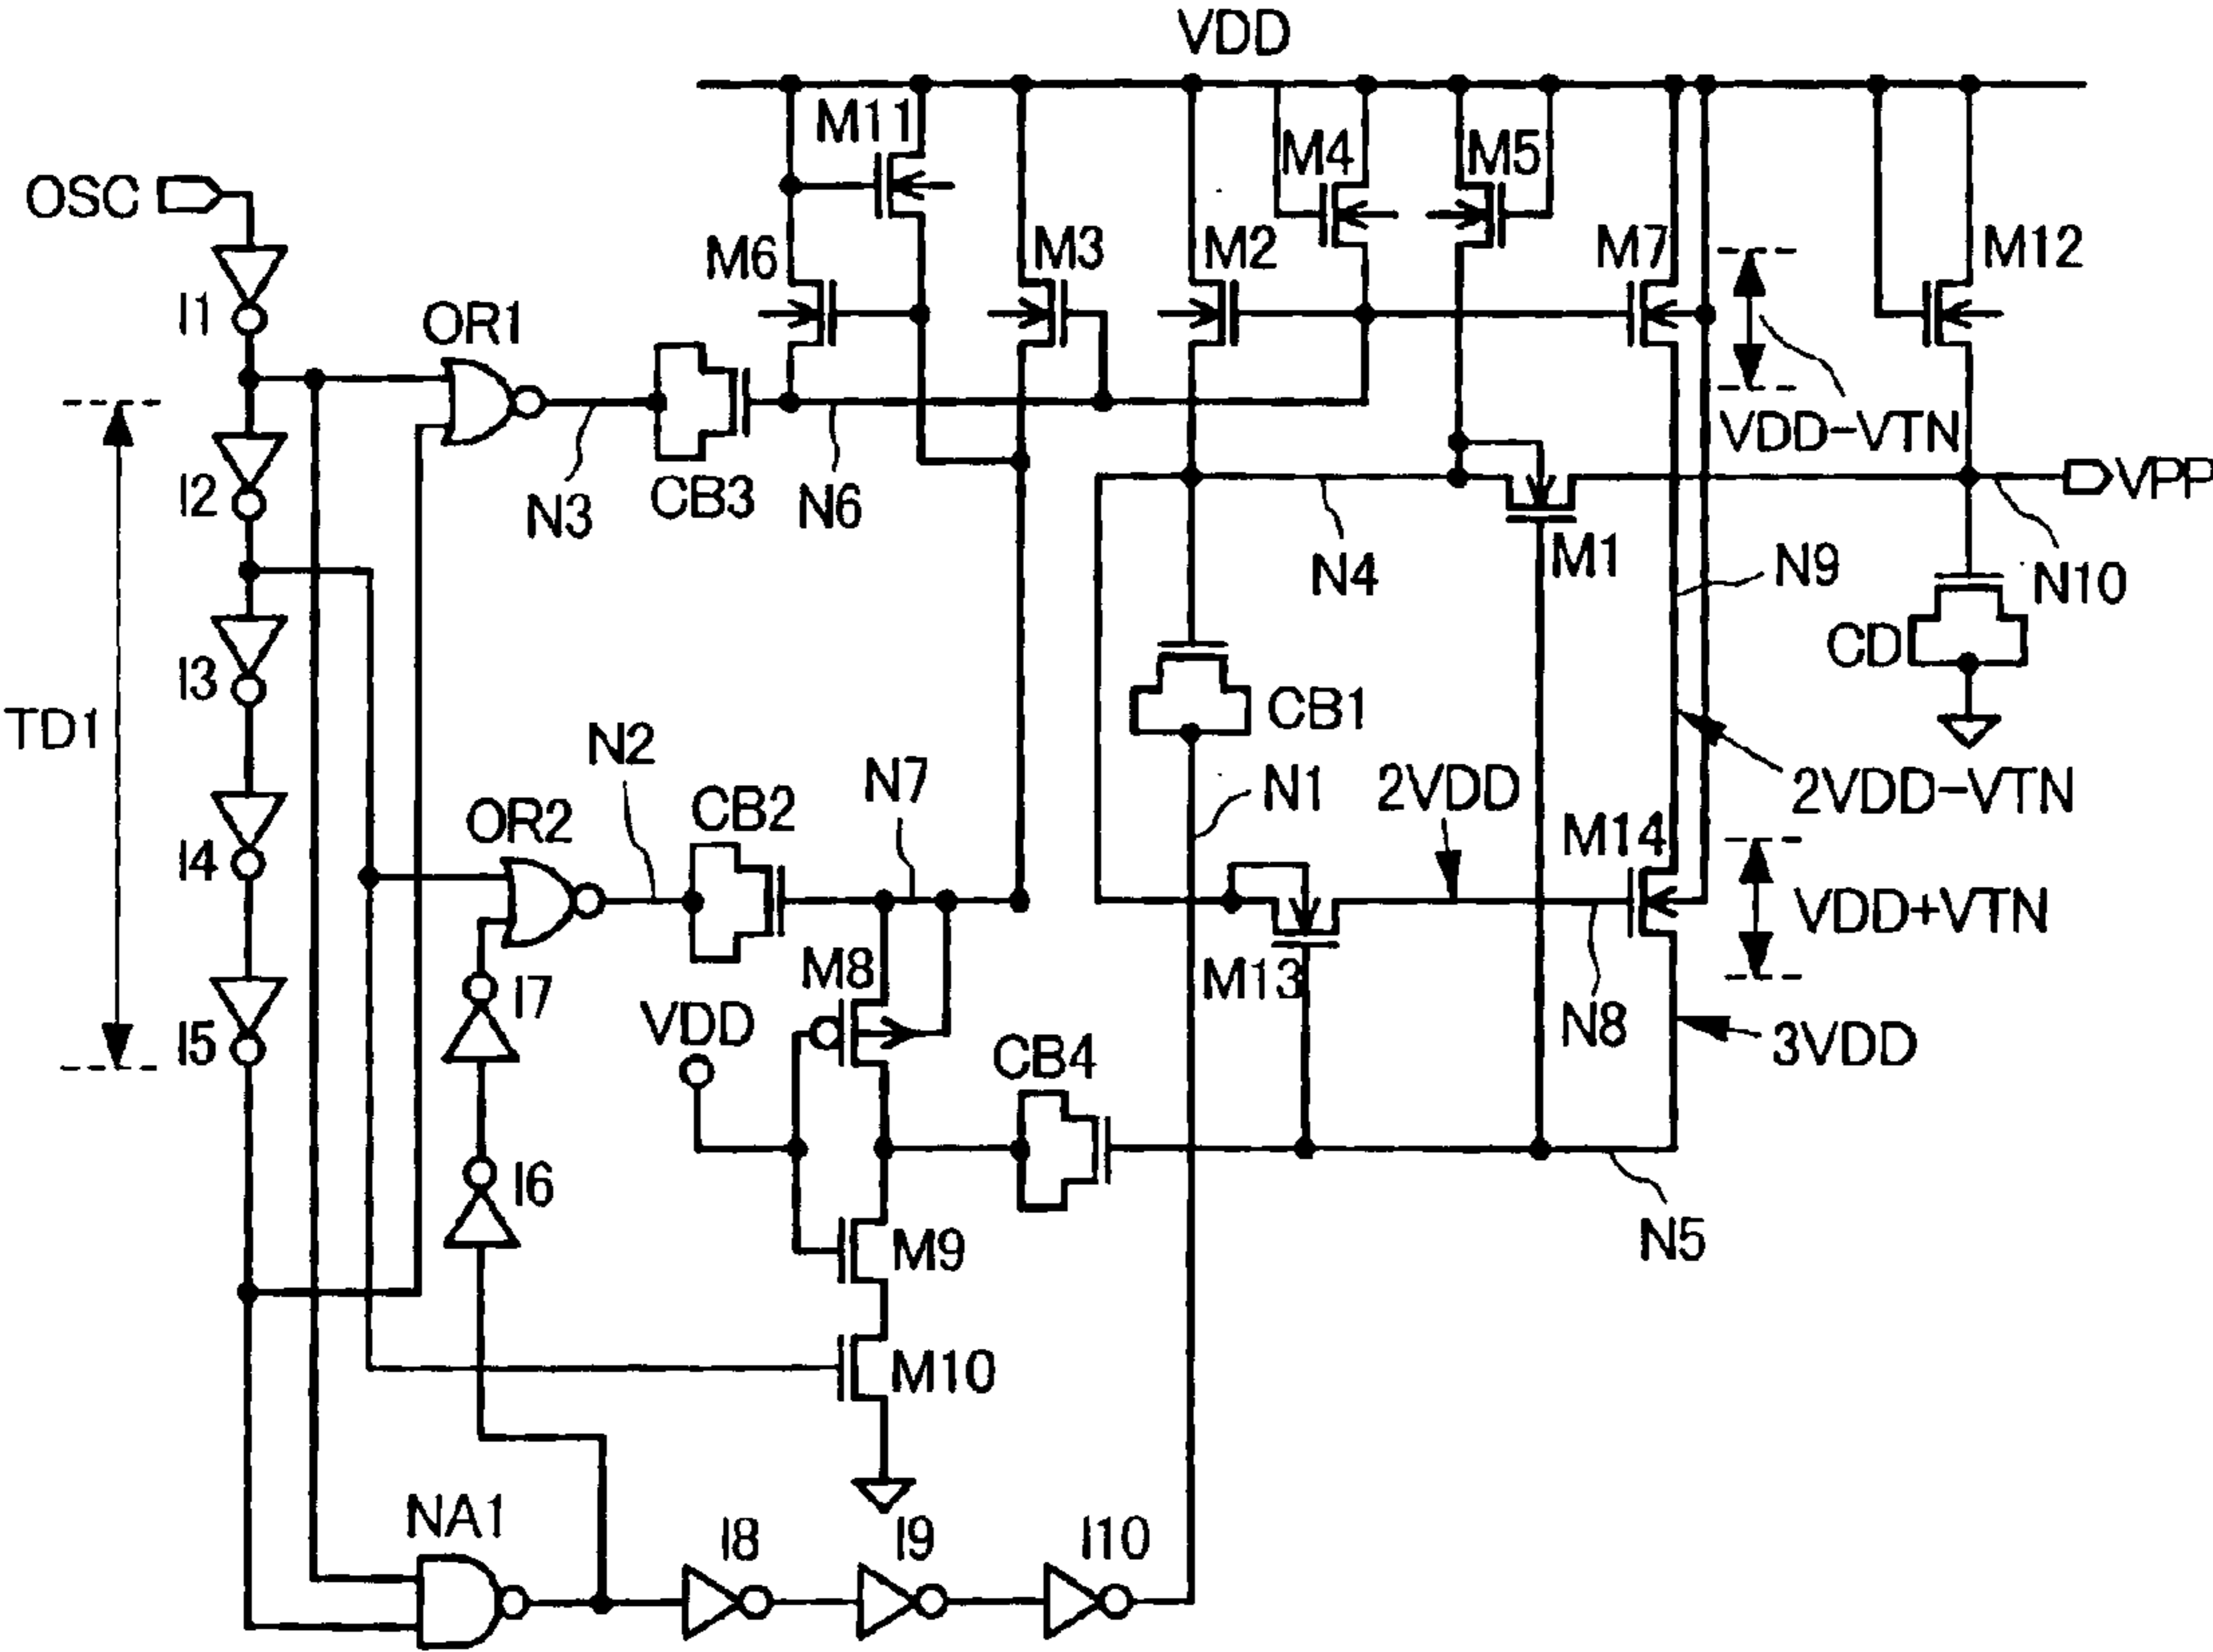 VDD
M11
M4
M5
OSC
M6
M3
M2
M7
M12
I1
OR1
VDD-VTN
I2
N3
CB3
N6
VPP
N4
M1
N9
N10
I3
CD
TD1
N2
CB1
CB2
N7
N1
2VDD
2VDD-VTN
I4
OR2
M14
VDD+VTN
M8
M13
I5
I7
VDD
N8
3VDD
CB4
I6
M9
N5
M10
NA1
I8
I9
I10